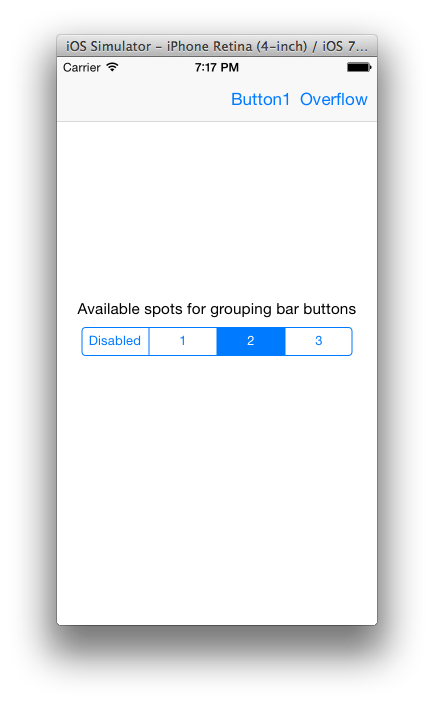 iOS Simulator – iPhone Retina (4-inch) / iOS 7...
Carrier 7:17 PM
Button1 Overflow
Available spots for grouping bar buttons
Disabled 1 2 3